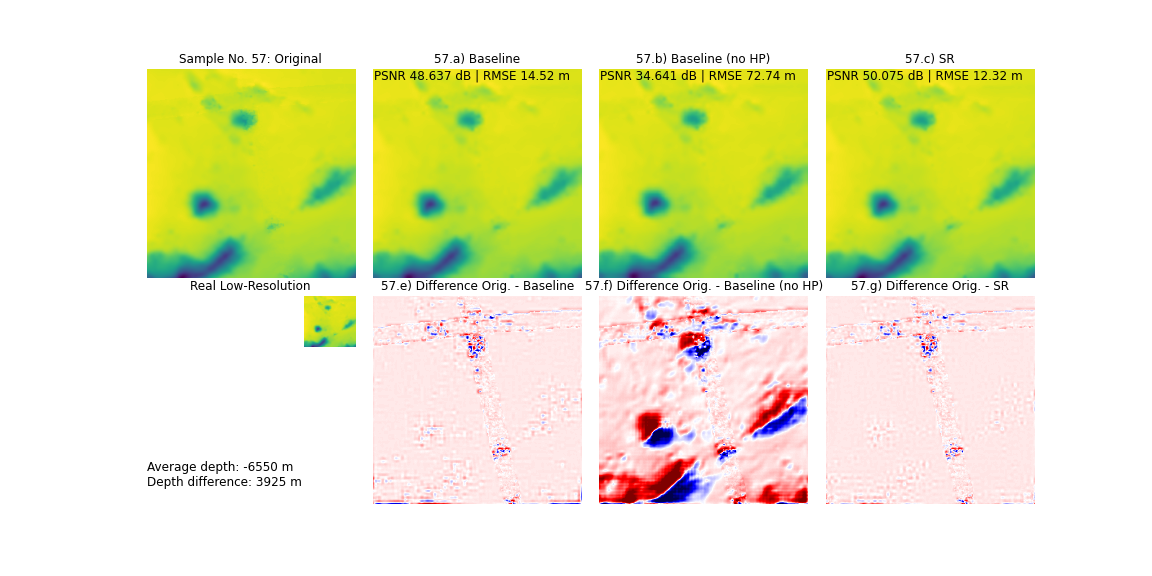 Sample No. 57: Original
57.a) Baseline
57.b) Baseline (no HP)
57.c) SR
PSNR 48.637 dB | RMSE 14.52 m
PSNR 34.641 dB | RMSE 72.74 m
PSNR 50.075 dB | RMSE 12.32 m
Real Low-Resolution
57.e) Difference Orig. - Baseline
57.f) Difference Orig. - Baseline (no HP)
57.g) Difference Orig. - SR
Average depth: -6550 m
Depth difference: 3925 m